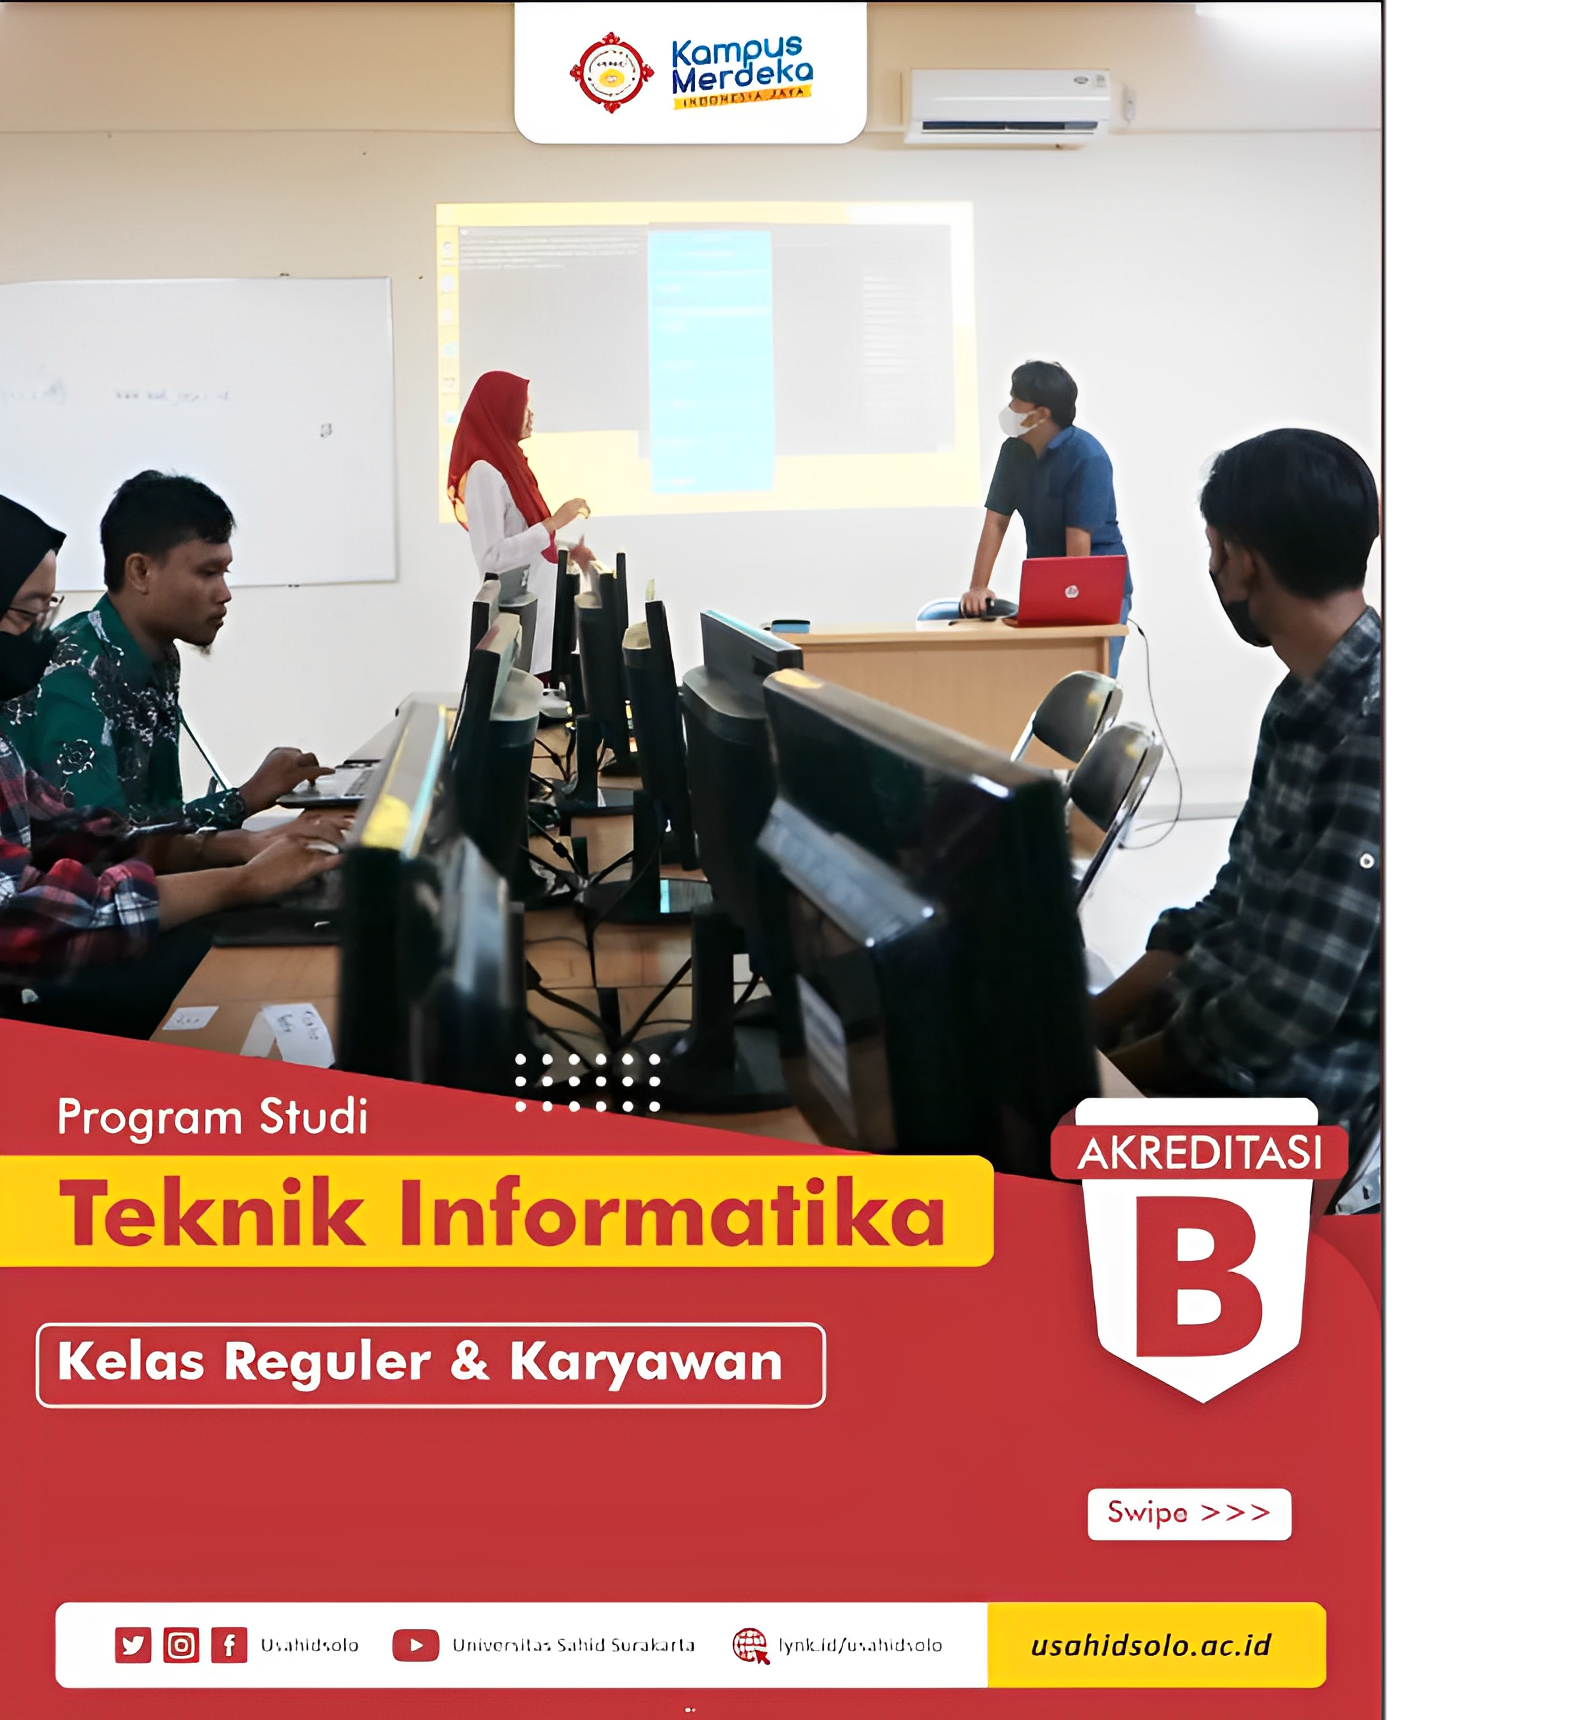 Kampus
Merdeka
INDONESIA JAYA
Program Studi
Teknik Informatika
AKREDITASI
B
Kelas Reguler & Karyawan
Swipe >>>
Usahidsolo
Universitas Sahid Surakarta
lynk.id/usahidsolo
usahidsolo.ac.id